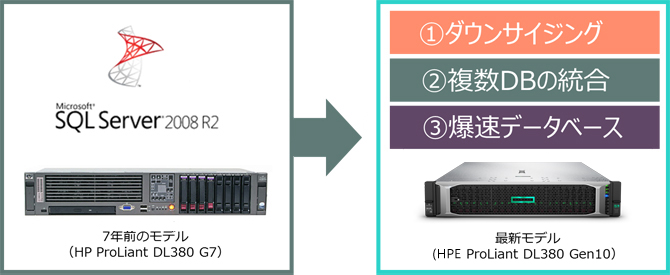 Microsoft®
SQL Server® 2008 R2
7年前のモデル
（HP ProLiant DL380 G7）
①ダウンサイジング
②複数DBの統合
③爆速データベース
最新モデル
(HPE ProLiant DL380 Gen10）